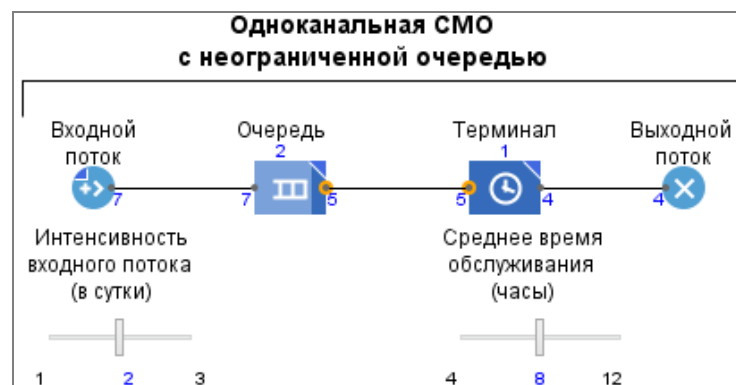 Одноканальная СМО
с неограниченной очередью
Входной
поток
Очередь
Терминал
Выходной
поток
2
1
7
7
5
5
4
4
Интенсивность
входного потока
(в сутки)
Среднее время
обслуживания
(часы)
1 2 3
4 8 12